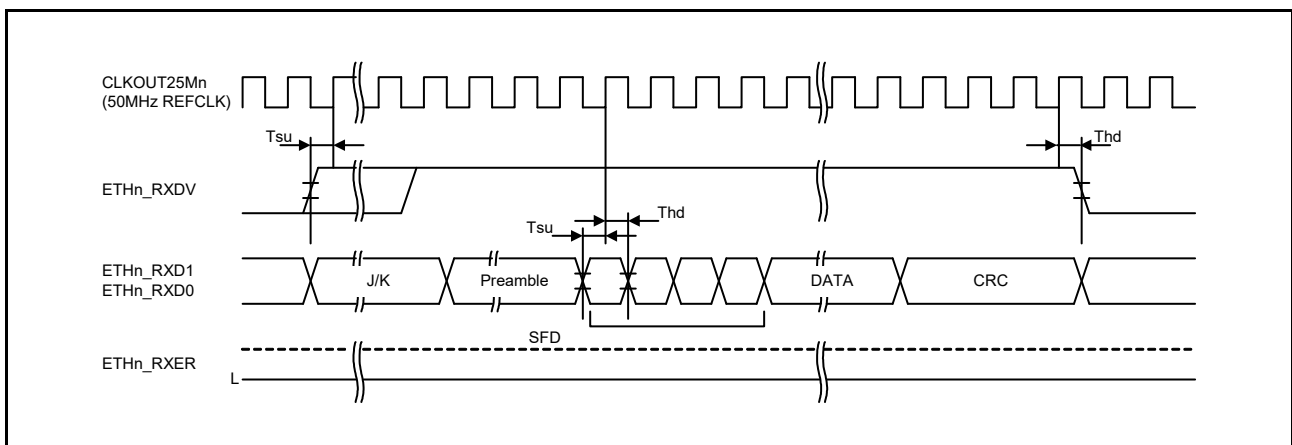 CLKOUT25Mn
(50MHz REFCLK)
Tsu
Thd
ETHn_RXDV
Tsu
Thd
ETHn_RXD1
ETHn_RXD0
J/K
Preamble
DATA
CRC
SFD
ETHn_RXER
L